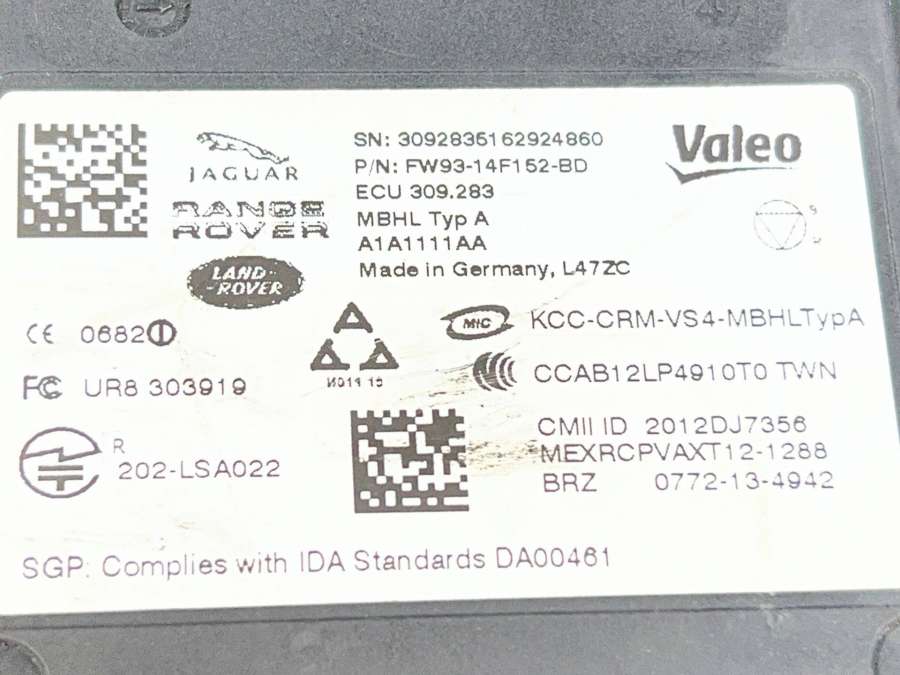 JAGUAR
RANGE
ROVER
LAND-
-ROVER
SN: 3092835162924860
P/N: FW93-14F152-BD
ECU 309.283
MBHL Typ A
A1A1111AA
Made in Germany, L47ZC
Valeo
CE 0682
FC UR8 303919
R
202-LSA022
MIC KCC-CRM-VS4-MBHLTypA
CCAB12LP4910T0 TWN
CMII ID 2012DJ7356
MEXRCPVAXT12-1288
BRZ 0772-13-4942
SGP: Complies with IDA Standards DA00461